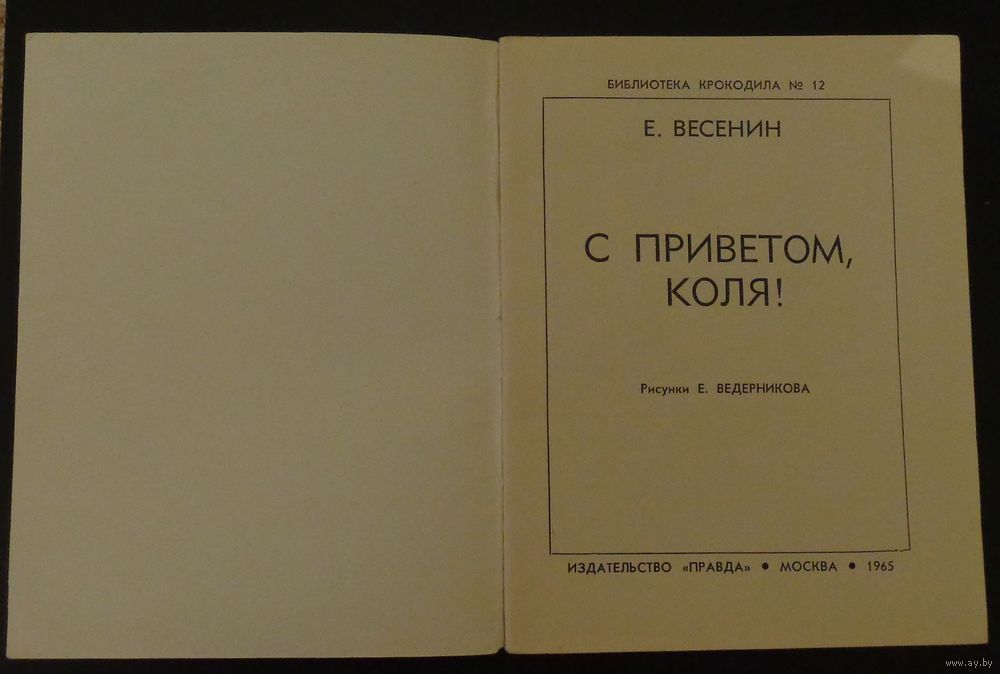 БИБЛИОТЕКА КРОКОДИЛА № 12
Е. ВЕСЕНИН
С ПРИВЕТОМ,
КОЛЯ!
Рисунки Е. ВЕДЕРНИКОВА
ИЗДАТЕЛЬСТВО «ПРАВДА» • МОСКВА • 1965
www.ay.by